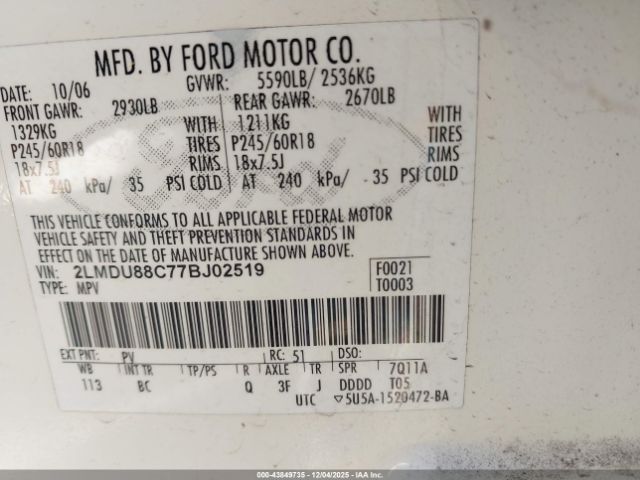 MFD. BY FORD MOTOR CO.
DATE: 10/06 GVWR: 5590LB/ 2536KG
FRONT GAWR: 2930LB REAR GAWR: 2670LB
1329KG WITH 1211KG WITH
P245/60R18 TIRES P245/60R18 TIRES
18x7.5J RIMS 18x7.5J RIMS
AT 240 kPa/ 35 PSI COLD AT 240 kPa/ 35 PSI COLD
THIS VEHICLE CONFORMS TO ALL APPLICABLE FEDERAL MOTOR
VEHICLE SAFETY AND THEFT PREVENTION STANDARDS IN
EFFECT ON THE DATE OF MANUFACTURE SHOWN ABOVE.
VIN: 2LMDU88C77BJ02519 F0021
TYPE: MPV T0003
EXT PNT: PV RC: 51 DSO:
WB INT TR TP/PS R AXLE TR SPR 7Q11A
113 BC Q 3F J DDDD T05
UTC ▽5U5A-1520472-BA
000-43849735 - 12/04/2025 - IAAI.COM